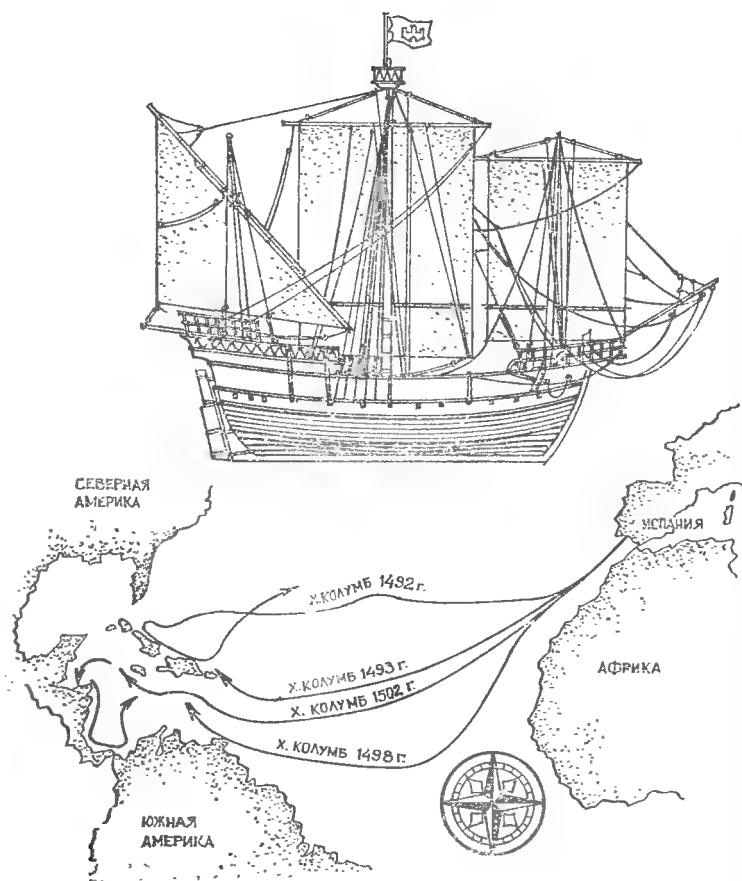 СЕВЕРНАЯ
АМЕРИКА
ИСПАНИЯ
Х.КОЛУМБ 1492 г.
АФРИКА
Х.КОЛУМБ 1493 г.
Х. КОЛУМБ 1502 г.
Х. КОЛУМБ 1498 г.
ЮЖНАЯ
АМЕРИКА